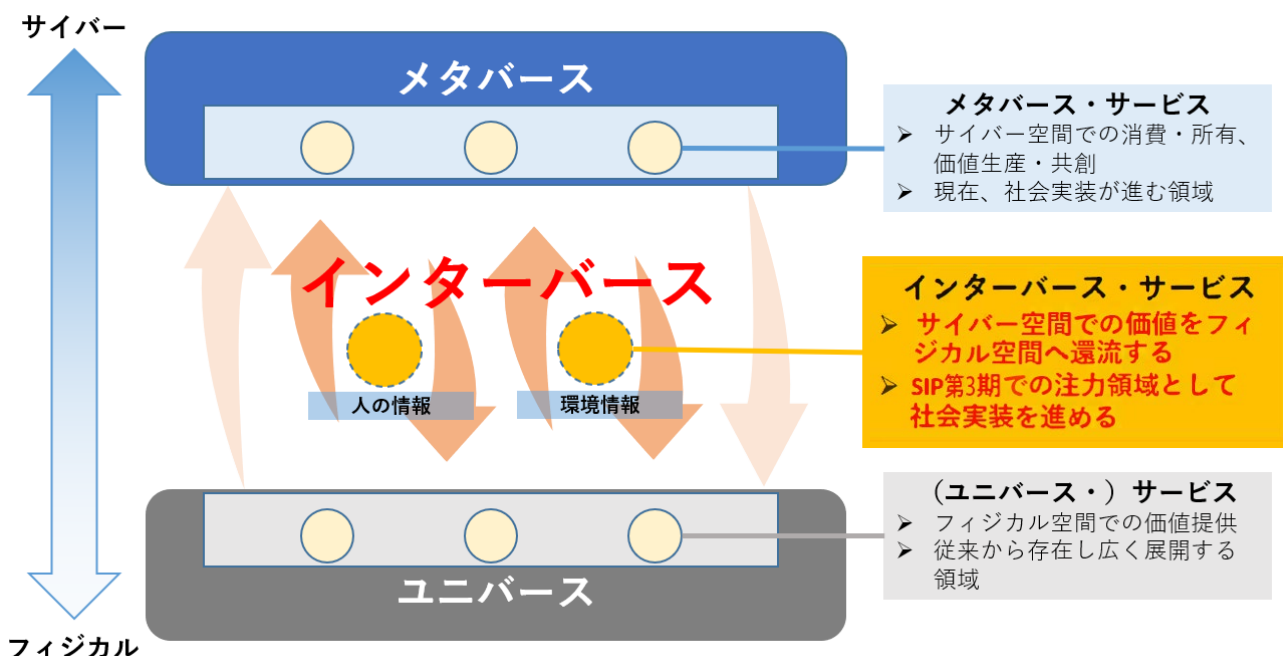 サイバー
メタバース
メタバース・サービス
➢ サイバー空間での消費・所有、
価値生産・共創
➢ 現在、社会実装が進む領域
インターバース
人の情報
環境情報
インターバース・サービス
➢ サイバー空間での価値をフィ
ジカル空間へ還流する
➢ SIP第3期での注力領域として
社会実装を進める
ユニバース
（ユニバース・）サービス
➢ フィジカル空間での価値提供
➢ 従来から存在し広く展開する
領域
フィジカル